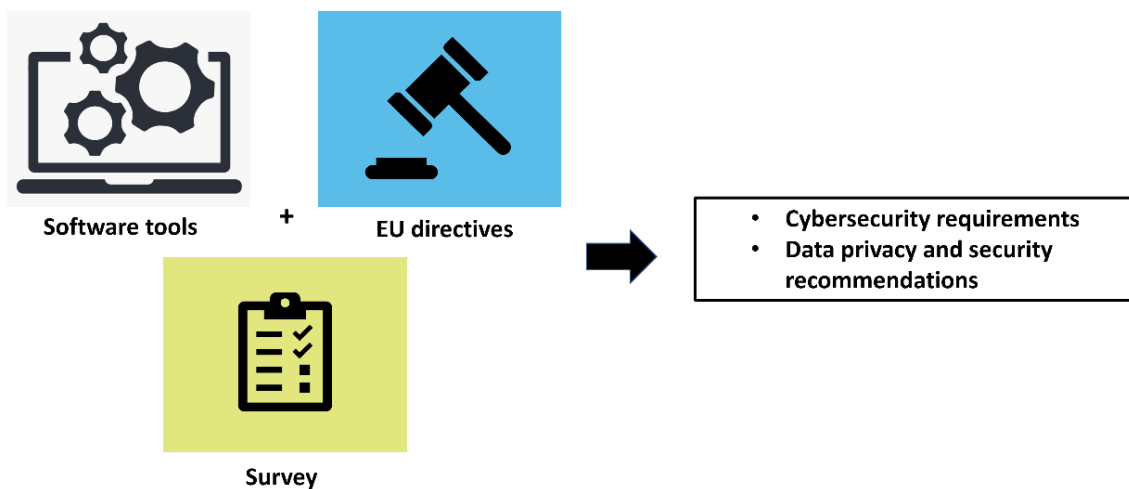 Software tools
+
EU directives
Survey
• Cybersecurity requirements
• Data privacy and security
recommendations